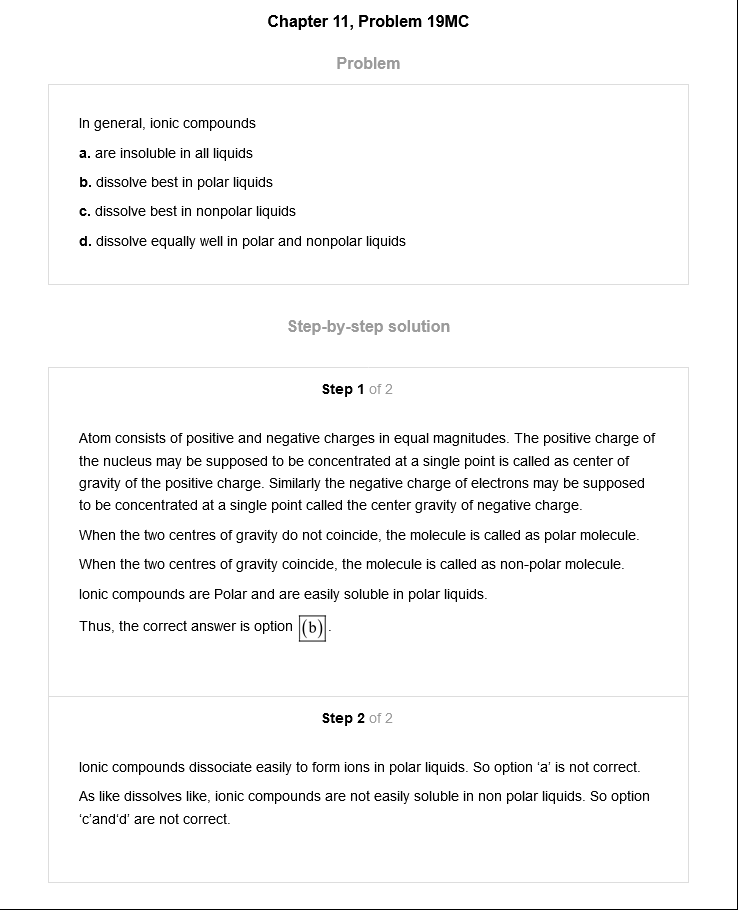 Chapter 11, Problem 19MC
Problem
In general, ionic compounds
a. are insoluble in all liquids
b. dissolve best in polar liquids
c. dissolve best in nonpolar liquids
d. dissolve equally well in polar and nonpolar liquids
Step-by-step solution
Step 1 of 2
Atom consists of positive and negative charges in equal magnitudes. The positive charge of
the nucleus may be supposed to be concentrated at a single point is called as center of
gravity of the positive charge. Similarly the negative charge of electrons may be supposed
to be concentrated at a single point called the center gravity of negative charge.
When the two centres of gravity do not coincide, the molecule is called as polar molecule.
When the two centres of gravity coincide, the molecule is called as non-polar molecule.
Ionic compounds are Polar and are easily soluble in polar liquids.
Thus, the correct answer is option (b).
Step 2 of 2
Ionic compounds dissociate easily to form ions in polar liquids. So option ‘a’ is not correct.
As like dissolves like, ionic compounds are not easily soluble in non polar liquids. So option
‘c’and‘d’ are not correct.